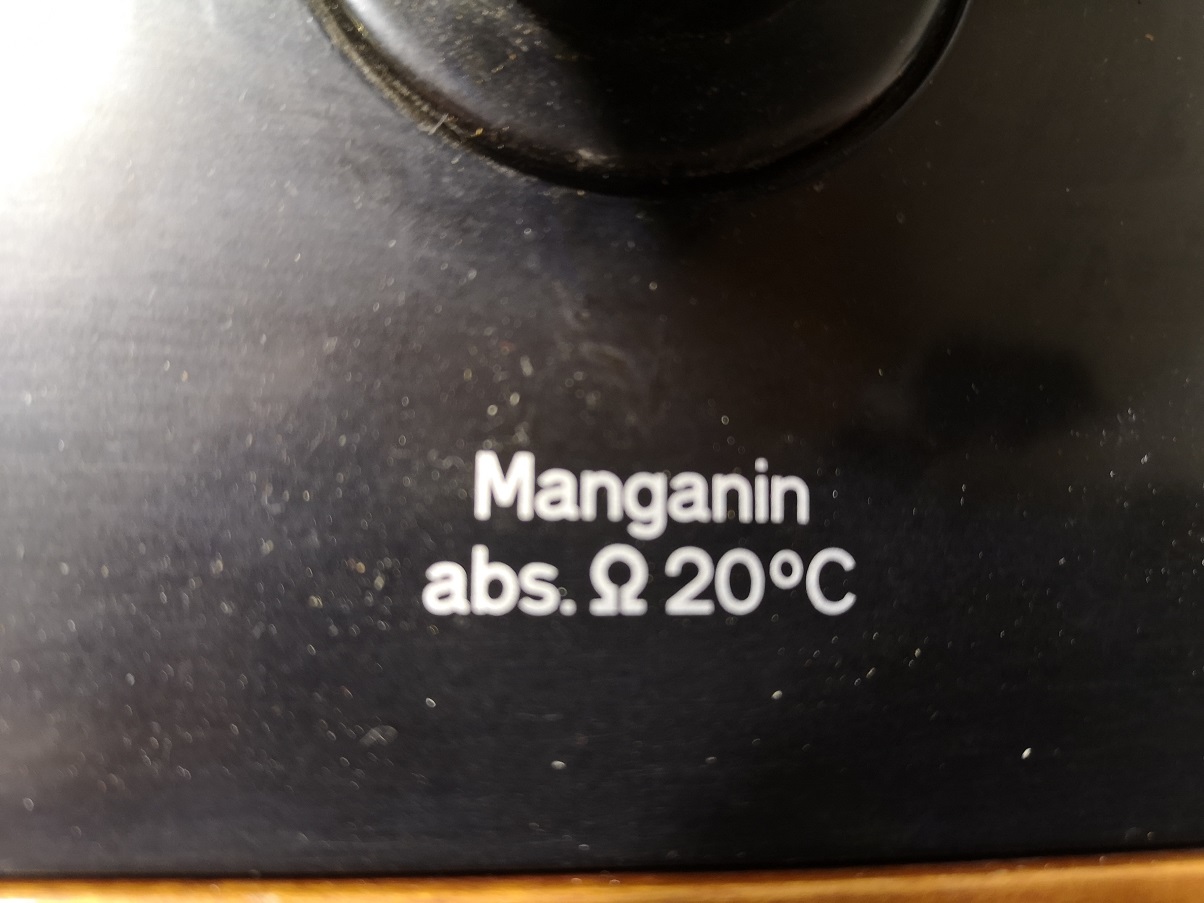 Manganin
abs. Ω 20°C